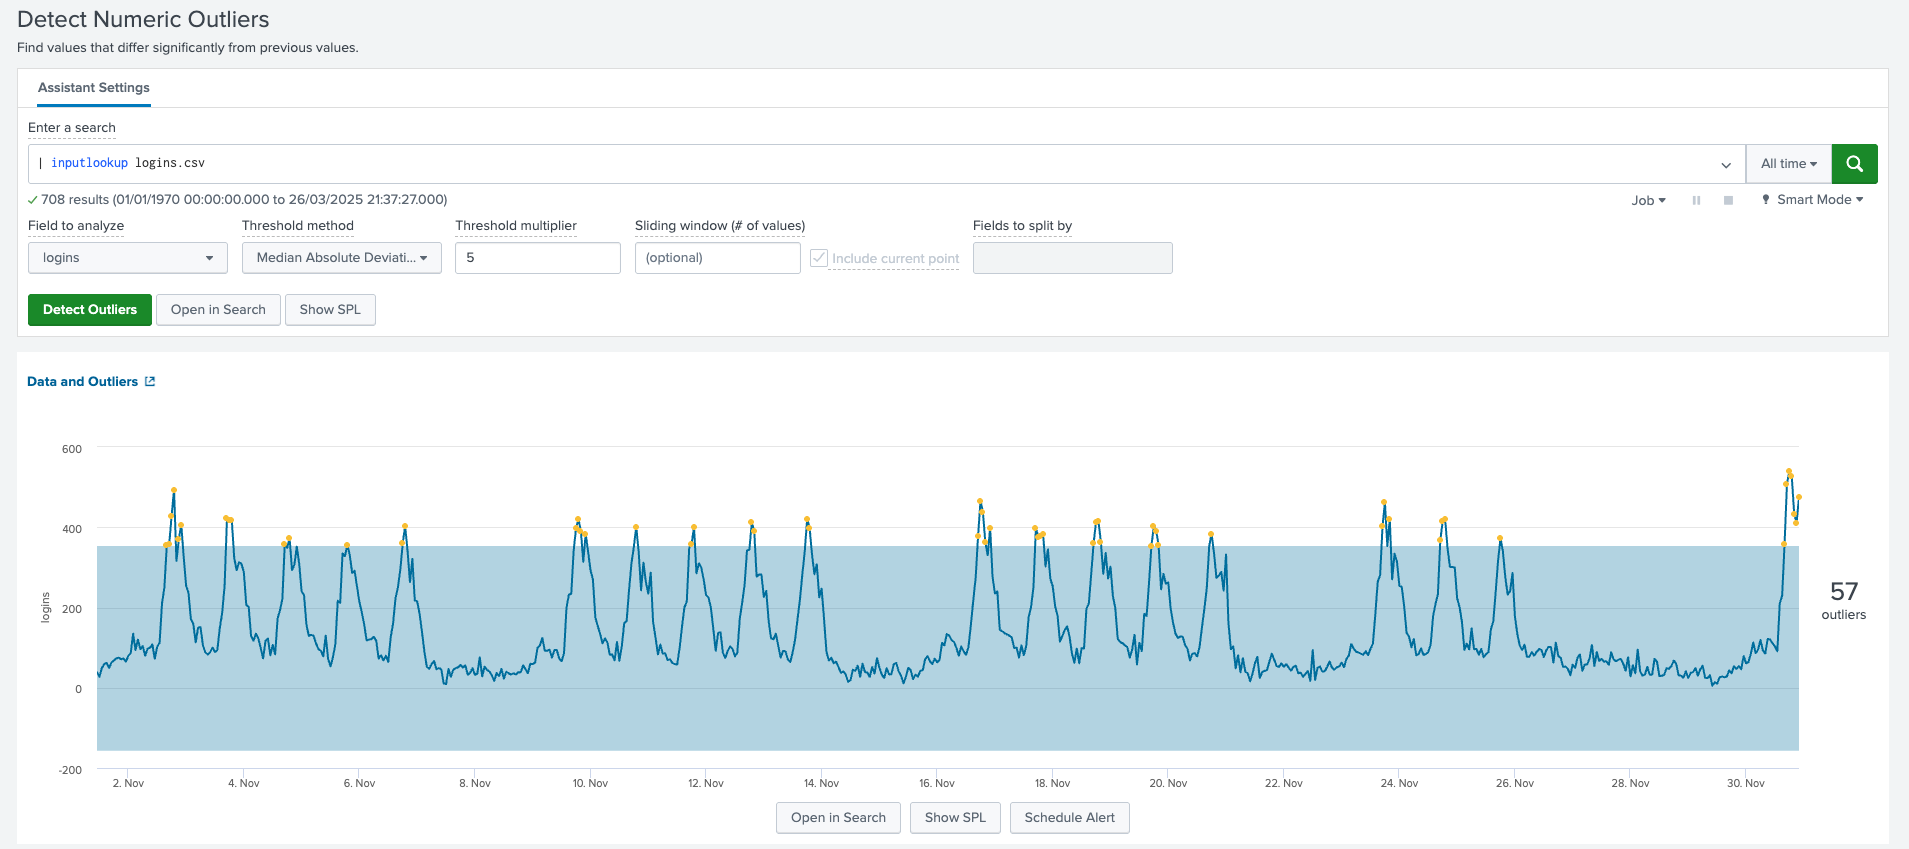 Detect Numeric Outliers
Find values that differ significantly from previous values.
Assistant Settings
Enter a search
| inputlookup logins.csv
All time
708 results (01/01/1970 00:00:00.000 to 26/03/2025 21:37:27.000)
Job
Smart Mode
Field to analyze
Threshold method
Threshold multiplier
Sliding window (# of values)
Fields to split by
logins
Median Absolute Deviati...
5
(optional)
Include current point
Detect Outliers
Open in Search
Show SPL
Data and Outliers
600
400
200
0
-200
logins
57
outliers
2. Nov
4. Nov
6. Nov
8. Nov
10. Nov
12. Nov
14. Nov
16. Nov
18. Nov
20. Nov
22. Nov
24. Nov
26. Nov
28. Nov
30. Nov
Open in Search
Show SPL
Schedule Alert